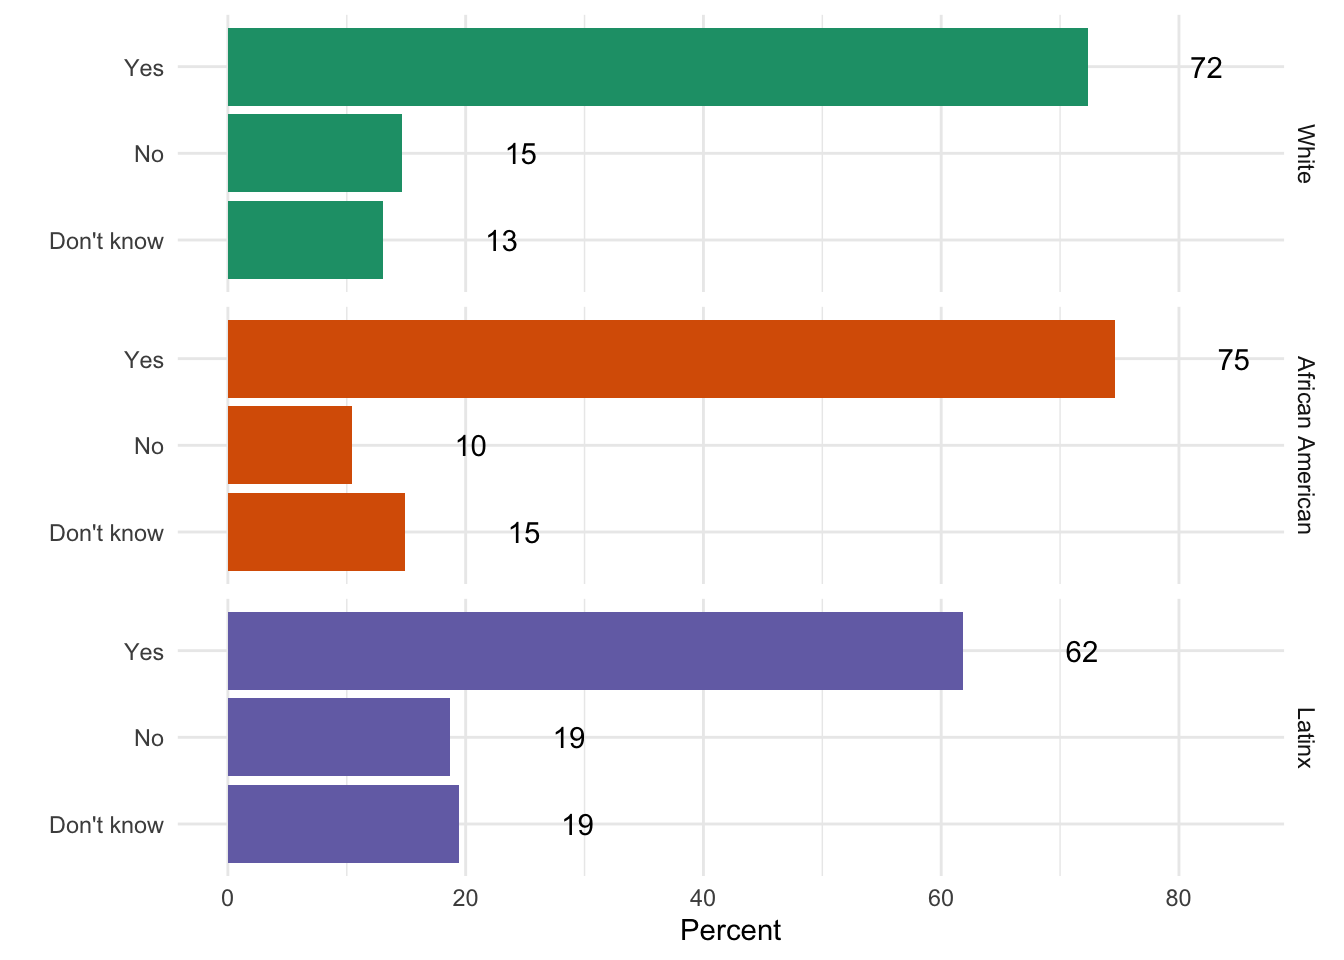 Yes 72
No 15
Don't know 13
White
Yes 75
No 10
Don't know 15
African American
Yes 62
No 19
Don't know 19
Latinx
0 20 40 60 80
Percent